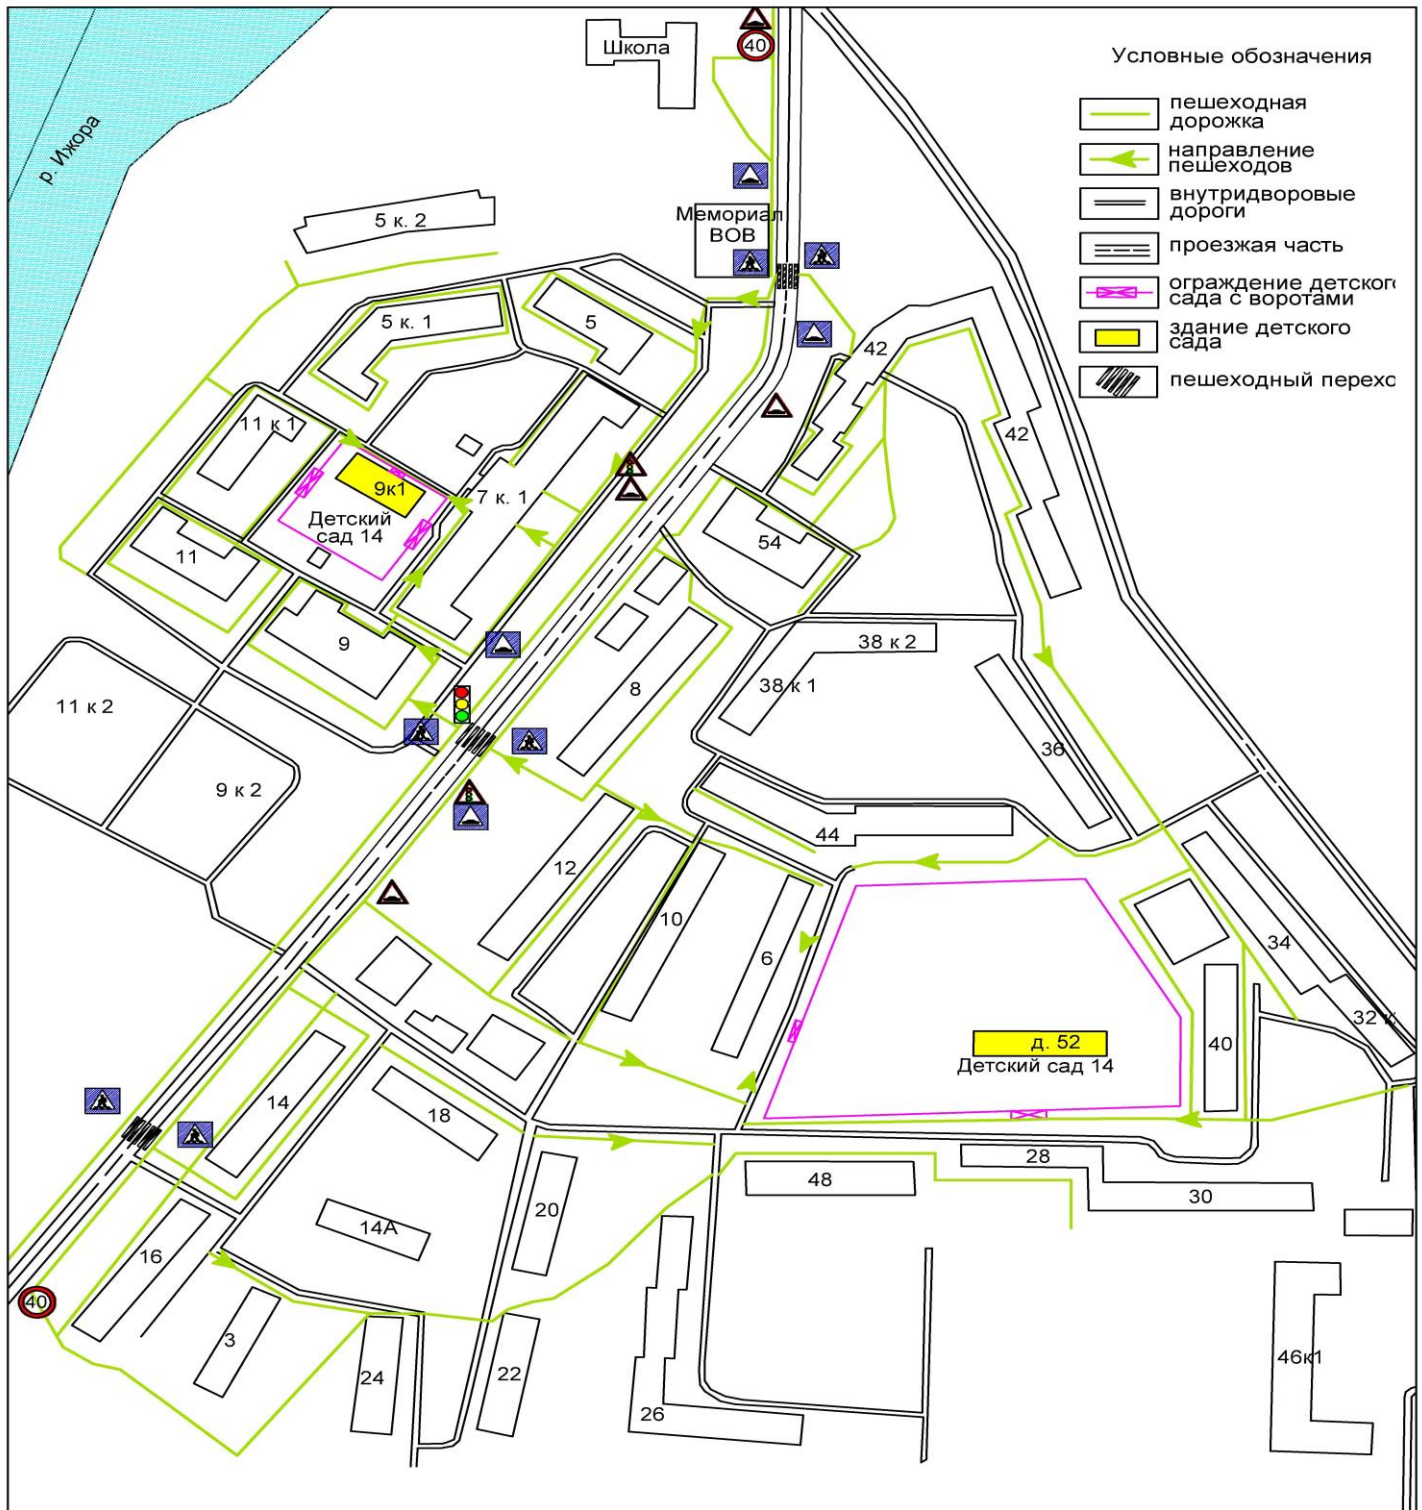 Школа
40
Условные обозначения
пешеходная
дорожка
направление
пешеходов
внутридворовые
дороги
проезжая часть
ограждение детскогс
сада с воротами
здание детского
сада
пешеходный перехс
р. Ижора
5 к. 2
Мемориал
ВОВ
5 к. 1
5
42
42
11 к 1
9к1
Детский
сад 14
7 к. 1
11
54
9
38 к 2
38 к 1
8
11 к 2
36
9 к 2
44
12
10
6
34
32 к.
40
д. 52
Детский сад 14
14
18
28
48
30
20
14А
16
40
3
24
22
26
46к1